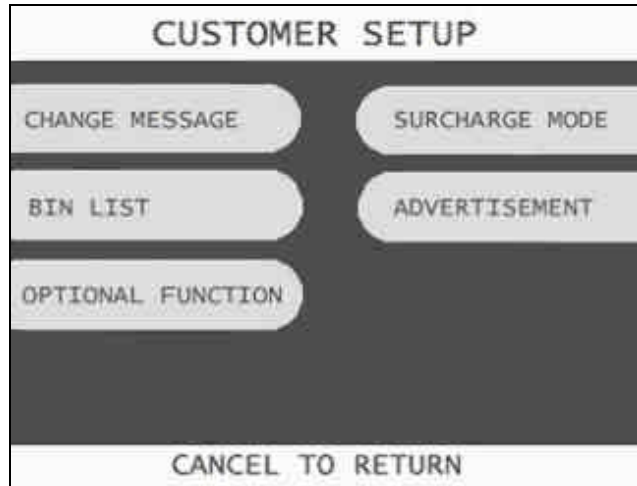 CUSTOMER SETUP
CHANGE MESSAGE
SURCHARGE MODE
BIN LIST
ADVERTISEMENT
OPTIONAL FUNCTION
CANCEL TO RETURN